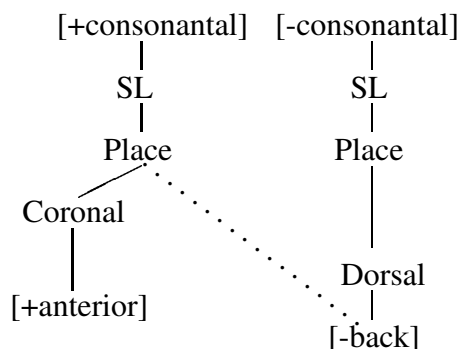 [+consonantal] [-consonantal]
SL SL
Place Place
Coronal
Dorsal
[+anterior]
[-back]